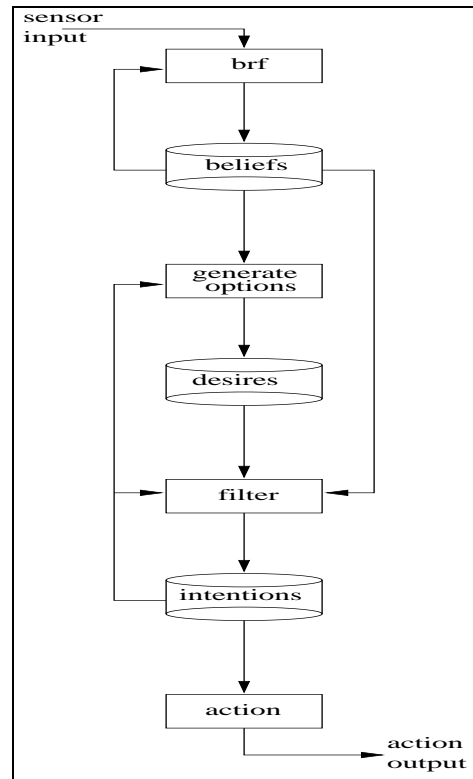 sensor
input
brf
beliefs
generate
options
desires
filter
intentions
action
action
output